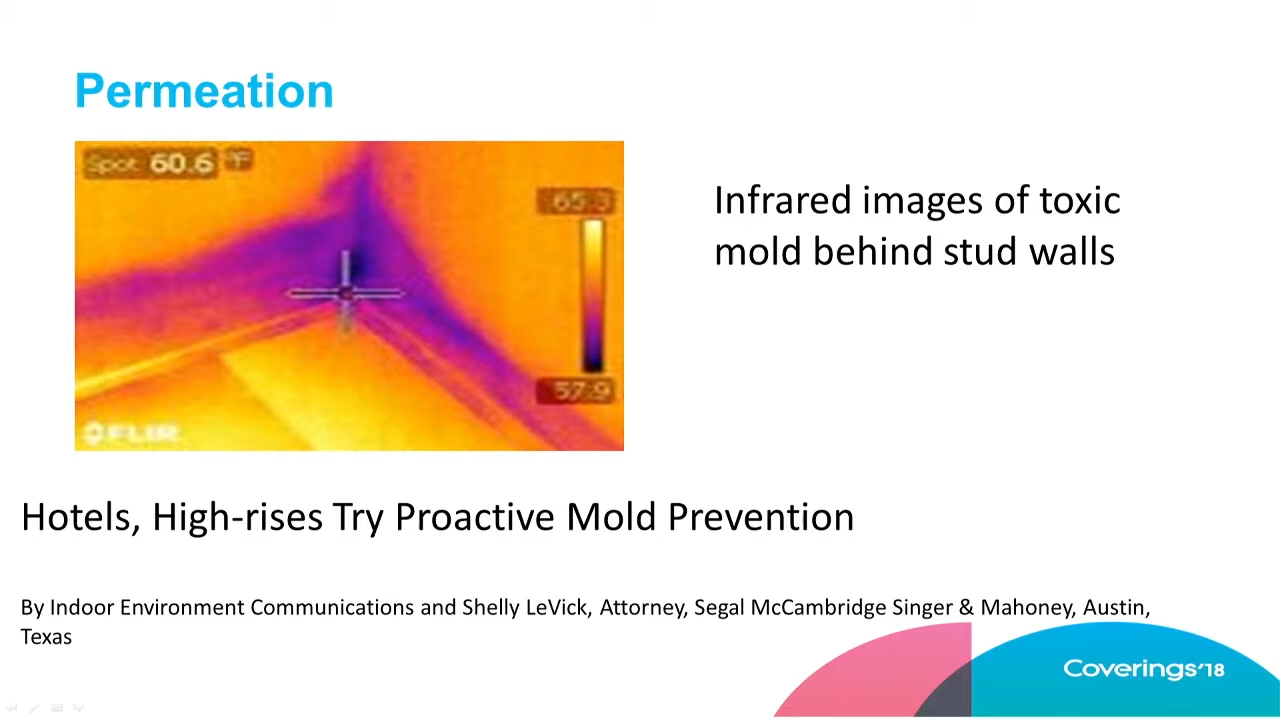 Permeation
Spot 60.6 °F
65.3
57.9
FLIR
Infrared images of toxic
mold behind stud walls
Hotels, High-rises Try Proactive Mold Prevention
By Indoor Environment Communications and Shelly LeVick, Attorney, Segal McCambridge Singer & Mahoney, Austin,
Texas
Coverings'18